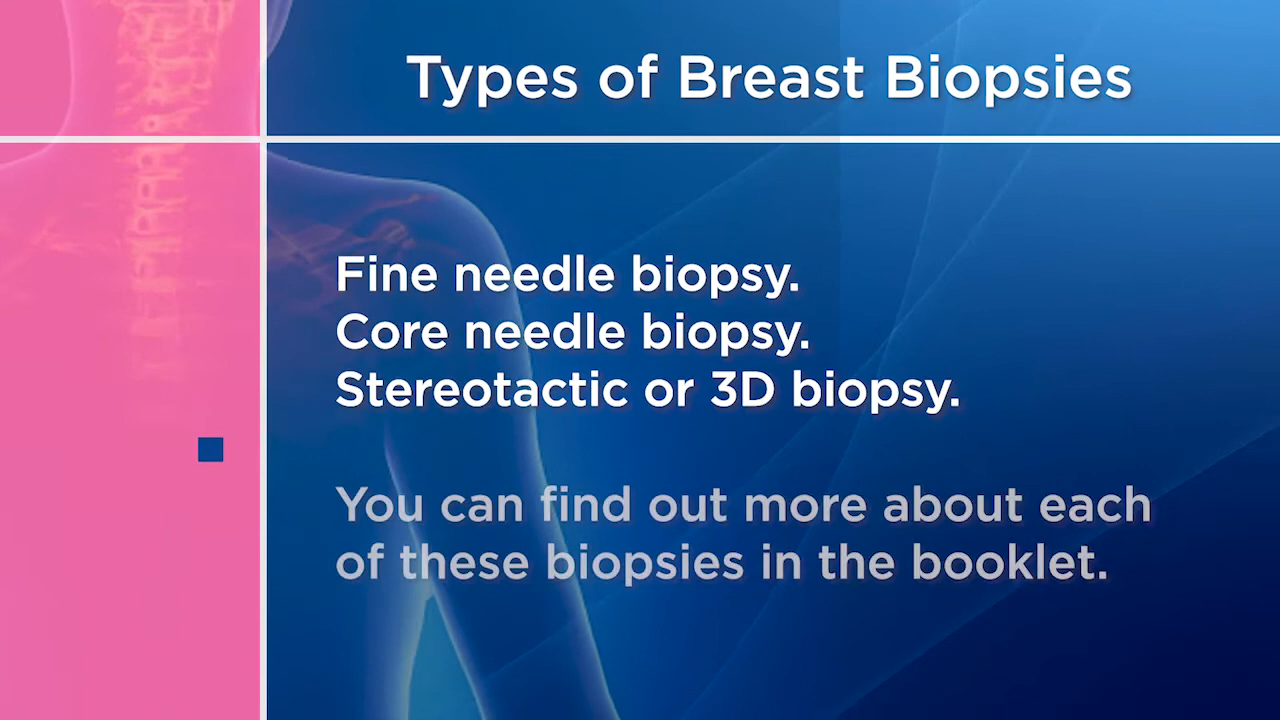 Types of Breast Biopsies
Fine needle biopsy.
Core needle biopsy.
Stereotactic or 3D biopsy.
You can find out more about each
of these biopsies in the booklet.